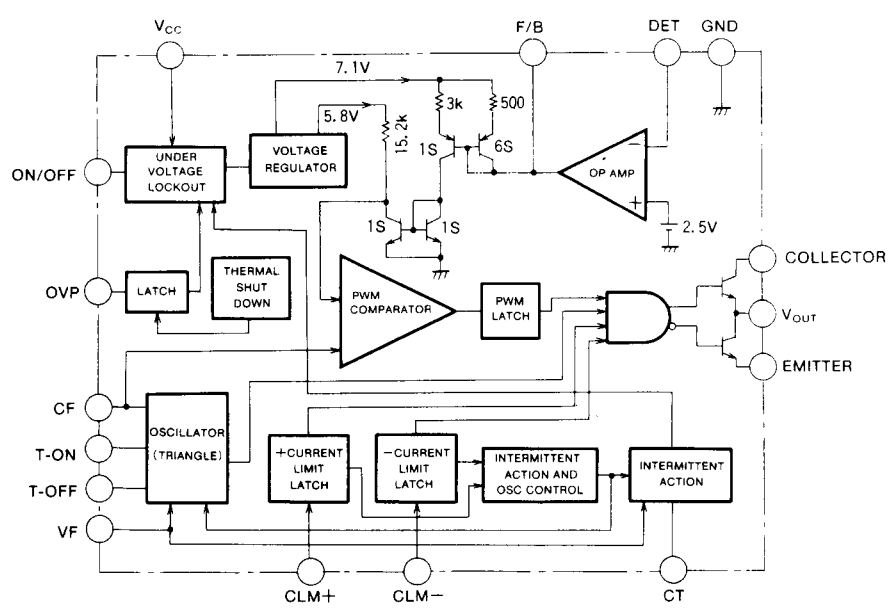 VCC
F/B
DET
GND
7.1V
5.8V
15.2k
3k
500
1S
6S
ON/OFF
UNDER
VOLTAGE
LOCKOUT
VOLTAGE
REGULATOR
OP AMP
−
+
2.5V
1S
1S
COLLECTOR
OVP
LATCH
THERMAL
SHUT
DOWN
PWM
COMPARATOR
PWM
LATCH
VOUT
EMITTER
CF
T-ON
T-OFF
VF
OSCILLATOR
(TRIANGLE)
+CURRENT
LIMIT
LATCH
−CURRENT
LIMIT
LATCH
INTERMITTENT
ACTION AND
OSC CONTROL
INTERMITTENT
ACTION
CLM+
CLM−
CT